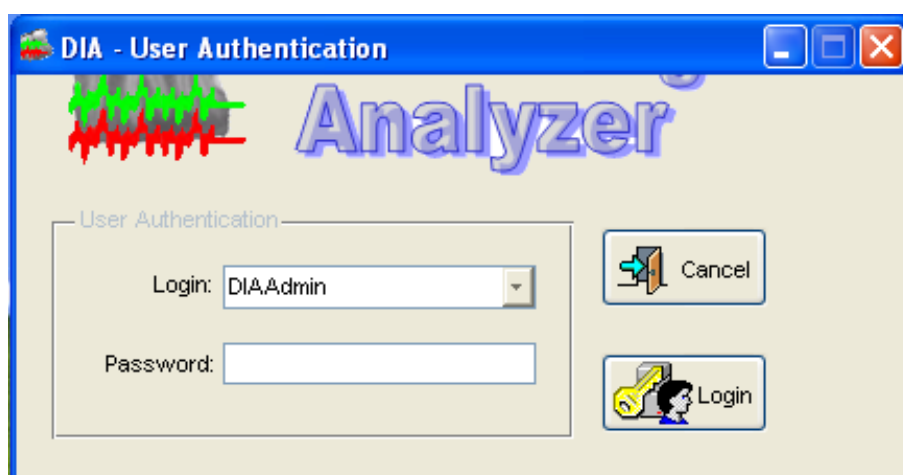 DIA - User Authentication
Analyzer
User Authentication
Login: DIAAdmin
Cancel
Password:
Login